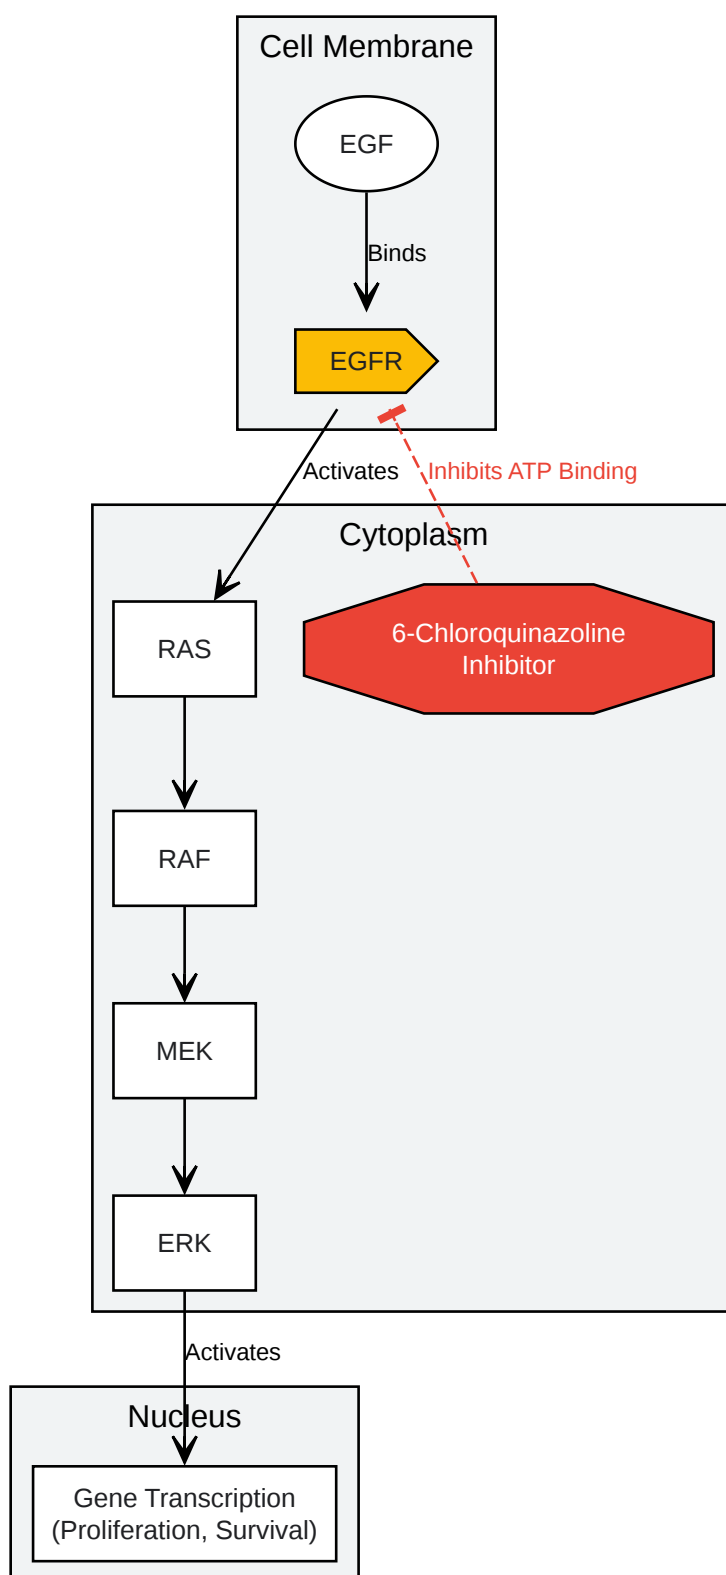 Cell Membrane
EGF
Binds
EGFR
Activates
Inhibits ATP Binding
Cytoplasm
RAS
6-Chloroquinazoline
Inhibitor
RAF
MEK
ERK
Activates
Nucleus
Gene Transcription
(Proliferation, Survival)